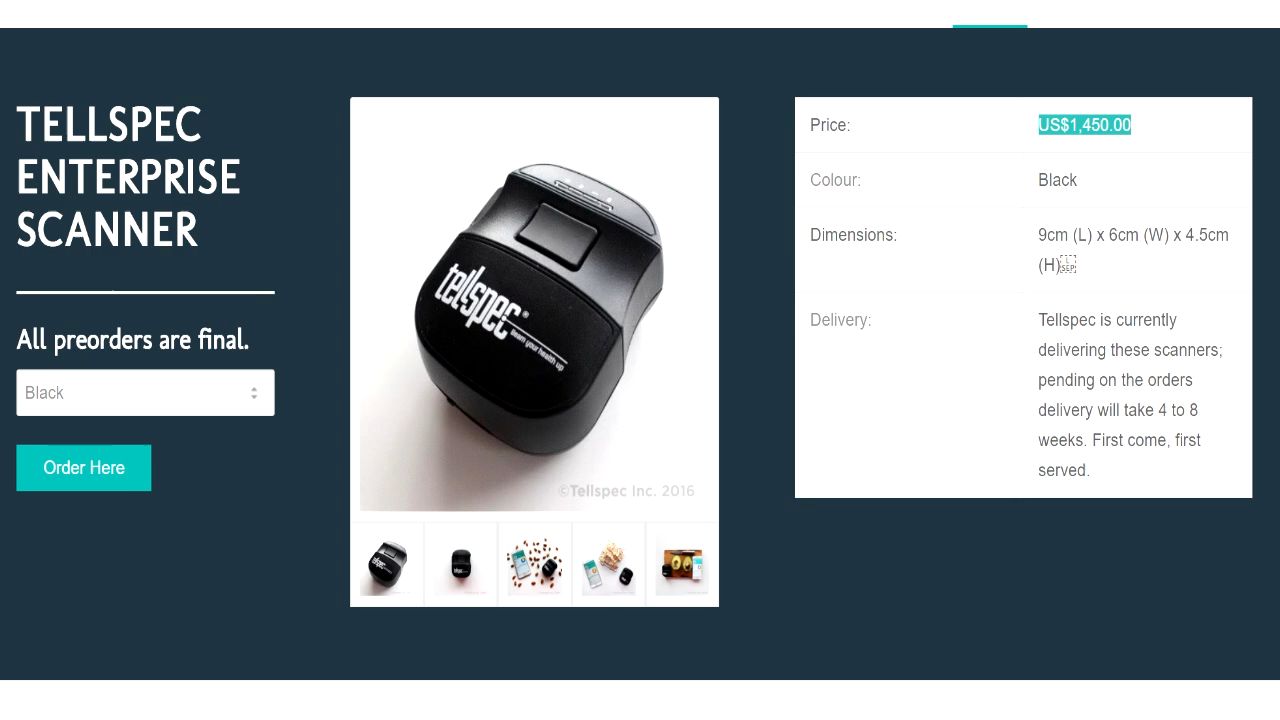 TELLSPEC
ENTERPRISE
SCANNER
All preorders are final.
Black
Order Here
tellspec®
Beam your health up
©Tellspec Inc. 2016
Price: US$1,450.00
Colour: Black
Dimensions: 9cm (L) x 6cm (W) x 4.5cm
(H)
Delivery: Tellspec is currently
delivering these scanners;
pending on the orders
delivery will take 4 to 8
weeks. First come, first
served.